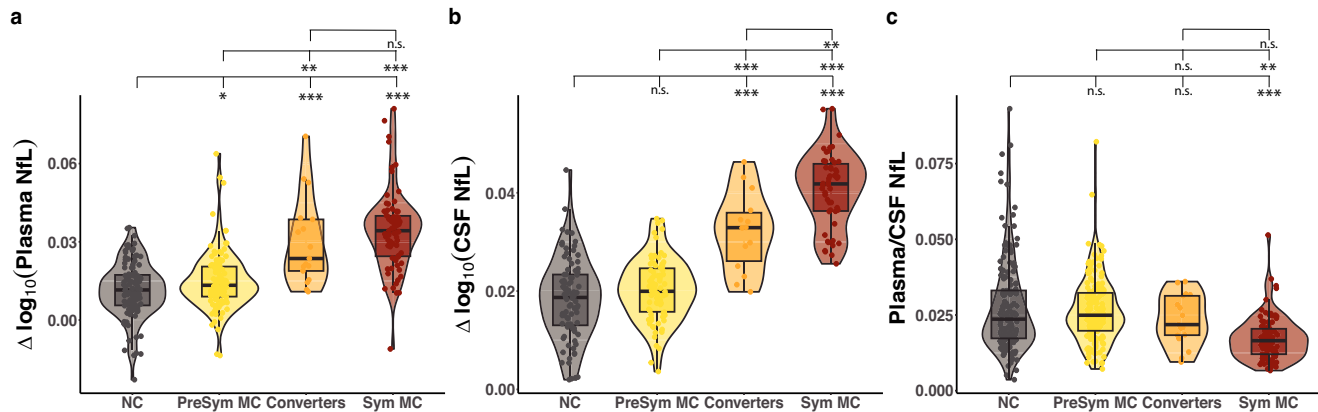 a
n.s.
** ***
* *** ***
Δ log10(Plasma NfL)
0.06
0.03
0.00
NC PreSym MC Converters Sym MC
b
**
*** ***
n.s. *** ***
Δ log10(CSF NfL)
0.04
0.02
0.00
NC PreSym MC Converters Sym MC
c
n.s.
n.s. **
n.s. n.s. ***
Plasma/CSF NfL
0.075
0.050
0.025
0.000
NC PreSym MC Converters Sym MC